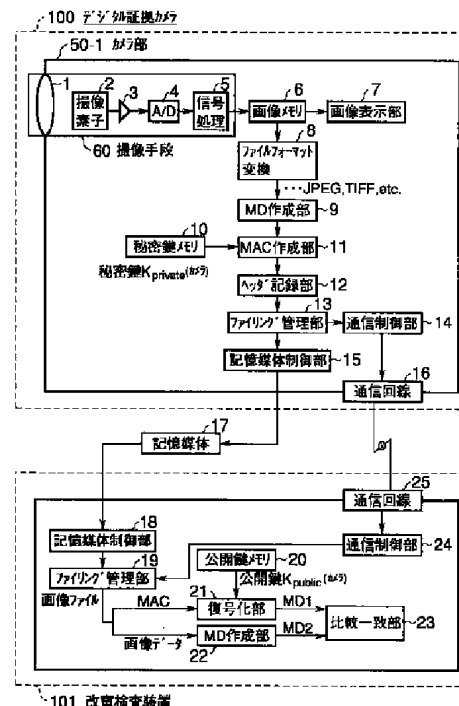 100 デジタル証拠カメラ
50-1 カメラ部
1
2
撮像
素子
3
4
A/D
5
信号
処理
6
画像メモリ
7
画像表示部
60 撮像手段
8
ファイルフォーマット
変換
・・・JPEG,TIFF,etc.
MD作成部
9
10
秘密鍵メモリ
MAC作成部
11
秘密鍵Kprivate(カメラ)
ヘッダ記録部
12
13
ファイリング管理部
通信制御部
14
記憶媒体制御部
15
16
通信回線
17
記憶媒体
25
通信回線
18
記憶媒体制御部
19
公開鍵メモリ
20
通信制御部
24
ファイリング管理部
公開鍵Kpublic(カメラ)
画像ファイル
MAC
21
復号化部
MD1
比較一致部
23
画像データ
MD作成部
MD2
22
101 改竄検査装置